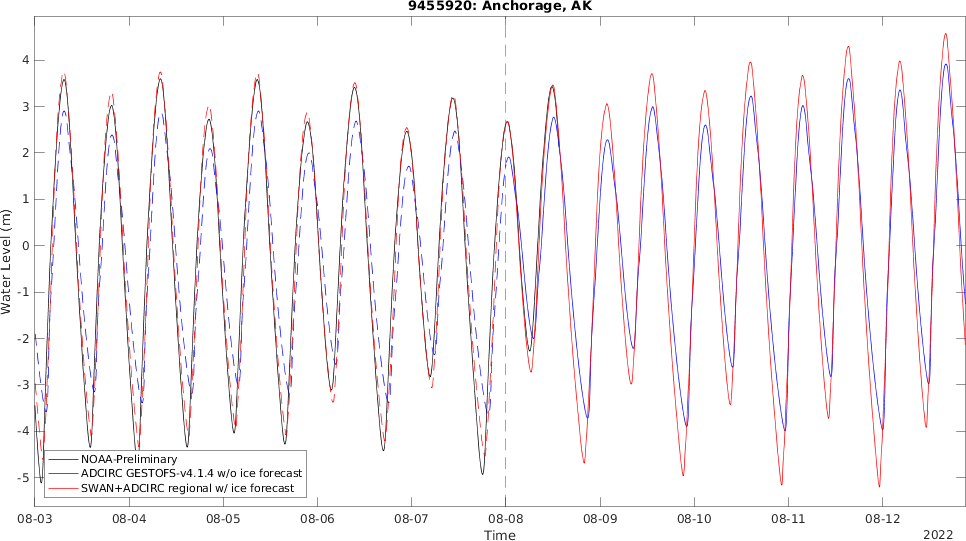 9455920: Anchorage, AK
4
3
2
1
0
-1
-2
-3
-4
-5
Water Level (m)
NOAA-Preliminary
ADCIRC GESTOFS-v4.1.4 w/o ice forecast
SWAN+ADCIRC regional w/ ice forecast
08-03 08-04 08-05 08-06 08-07 08-08 08-09 08-10 08-11 08-12
Time
2022